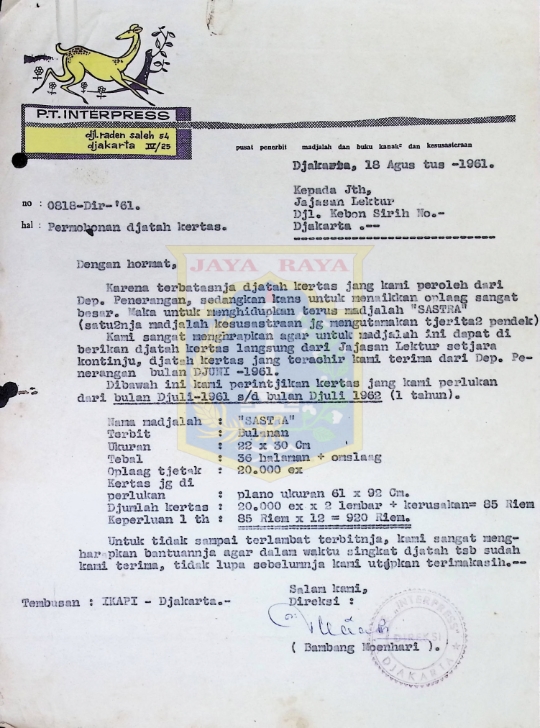 P.T. INTERPRESS
djl.raden saleh 54
djakarta IV/25
pusat penerbit madjalah dan buku kanak² dan kesusasteraan
Djakarta, 18 Agus tus -1961.
Kepada Jth,
Jajasan Lektur
Djl. Kebon Sirih No.-
Djakarta .--
no : 0818-Dir-'61.
hal : Permohonan djatah kertas.
JAYA RAYA
Dengan hormat,
Karena terbatasnja djatah kertas jang kami peroleh dari
Dep. Penerangan, sedangkan kans untuk menaikkan oplaag sangat
besar. Maka untuk menghidupkan terus madjalah "SASTRA"
(satu2nja madjalah kesusastraan jg mengutamakan tjerita2 pendek)
Kami sangat menghrapkan agar untuk madjalah ini dapat di
berikan djatah kertas langsung dari Jajasan Lektur setjara
kontinju, djatah kertas jang terachir kami terima dari Dep. Pe-
nerangan bulan DJUNI -1961.
Dibawah ini kami perintjikan kertas jang kami perlukan
dari bulan Djuli-1961 s/d bulan Djuli 1962 (1 tahun).
Nama madjalah : "SASTRA"
Terbit : Bulanan
Ukuran : 22 x 30 Cm
Tebal : 36 halaman + omslaag
Oplaag tjetak : 20.000 ex
Kertas jg di
perlukan : plano ukuran 61 x 92 Cm.
Djumlah kertas : 20.000 ex x 2 lembar + kerusakan= 85 Riem
Keperluan 1 th : 85 Riem x 12 = 920 Riem.
Untuk tidak sampai terlambat terbitnja, kami sangat meng-
harapkan bantuannja agar dalam waktu singkat djatah tsb sudah
kami terima, tidak lupa sebelumnja kami utjapkan terimakasih.--
Salam kami,
Tembusan : IKAPI - Djakarta.-
Direksi :
INTERPRESS
DIREKSI
DJAKARTA
( Bambang Moenhari ).